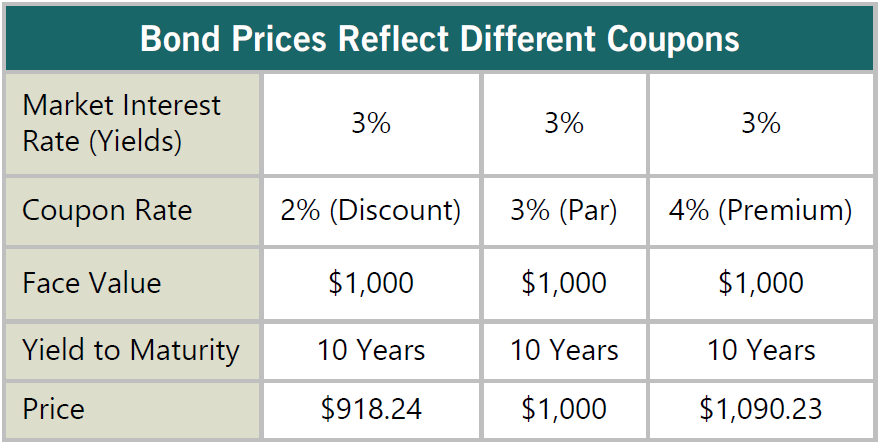 Bond Prices Reflect Different Coupons
Market Interest
Rate (Yields)
3%
3%
3%
Coupon Rate
2% (Discount)
3% (Par)
4% (Premium)
Face Value
$1,000
$1,000
$1,000
Yield to Maturity
10 Years
10 Years
10 Years
Price
$918.24
$1,000
$1,090.23